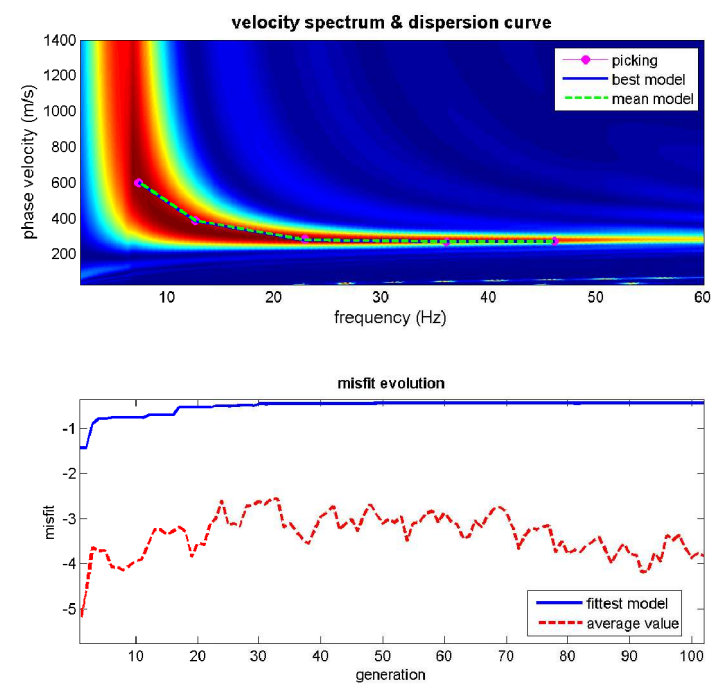 velocity spectrum & dispersion curve
1400
1200
1000
800
600
400
200
phase velocity (m/s)
picking
best model
mean model
10 20 30 40 50 60
frequency (Hz)
misfit evolution
-1
-2
-3
-4
-5
misfit
fittest model
average value
10 20 30 40 50 60 70 80 90 100
generation